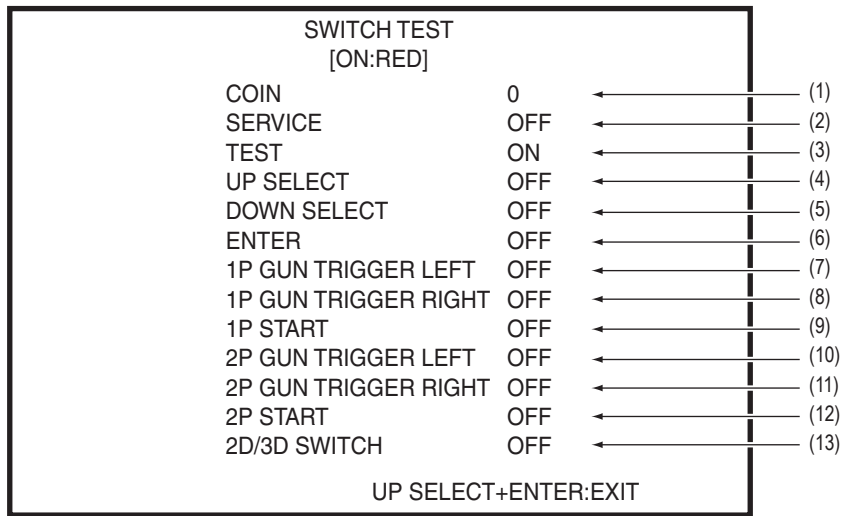 SWITCH TEST
[ON:RED]
COIN 0 (1)
SERVICE OFF (2)
TEST ON (3)
UP SELECT OFF (4)
DOWN SELECT OFF (5)
ENTER OFF (6)
1P GUN TRIGGER LEFT OFF (7)
1P GUN TRIGGER RIGHT OFF (8)
1P START OFF (9)
2P GUN TRIGGER LEFT OFF (10)
2P GUN TRIGGER RIGHT OFF (11)
2P START OFF (12)
2D/3D SWITCH OFF (13)
UP SELECT+ENTER:EXIT